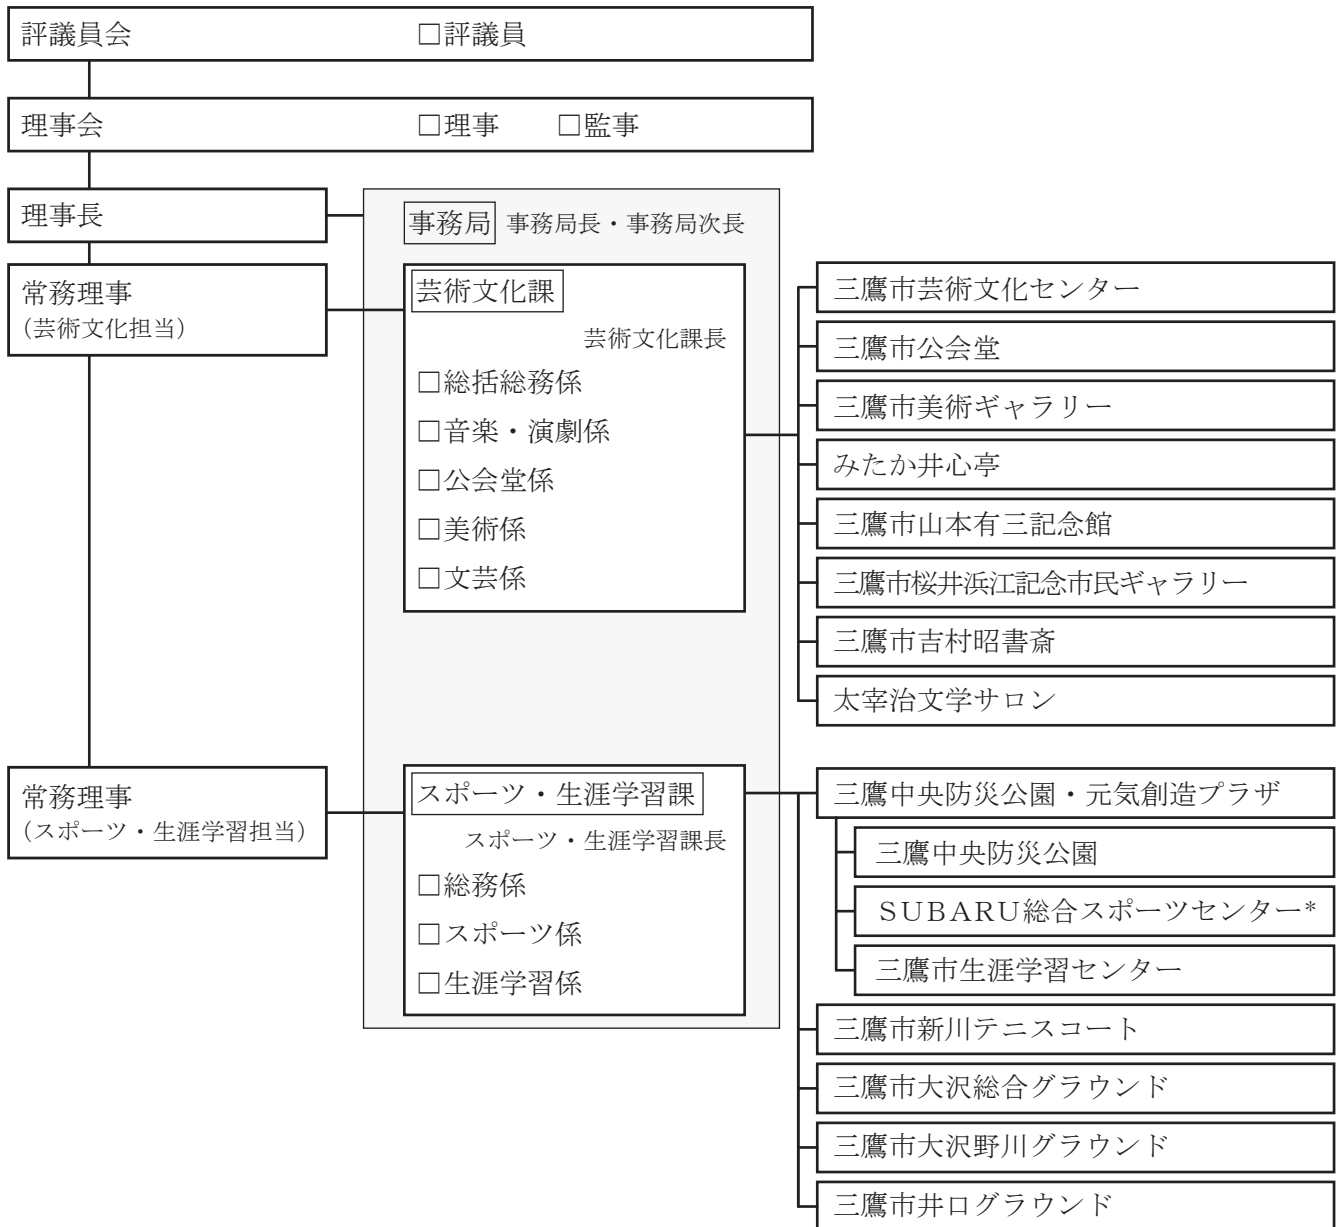 評議員会 □評議員
理事会 □理事 □監事
理事長
事務局 事務局長・事務局次長
常務理事
（芸術文化担当）
芸術文化課
芸術文化課長
□総括総務係
□音楽・演劇係
□公会堂係
□美術係
□文芸係
三鷹市芸術文化センター
三鷹市公会堂
三鷹市美術ギャラリー
みたか井心亭
三鷹市山本有三記念館
三鷹市桜井浜江記念市民ギャラリー
三鷹市吉村昭書斎
太宰治文学サロン
常務理事
（スポーツ・生涯学習担当）
スポーツ・生涯学習課
スポーツ・生涯学習課長
□総務係
□スポーツ係
□生涯学習係
三鷹中央防災公園・元気創造プラザ
三鷹中央防災公園
ＳＵＢＡＲＵ総合スポーツセンター*
三鷹市生涯学習センター
三鷹市新川テニスコート
三鷹市大沢総合グラウンド
三鷹市大沢野川グラウンド
三鷹市井口グラウンド